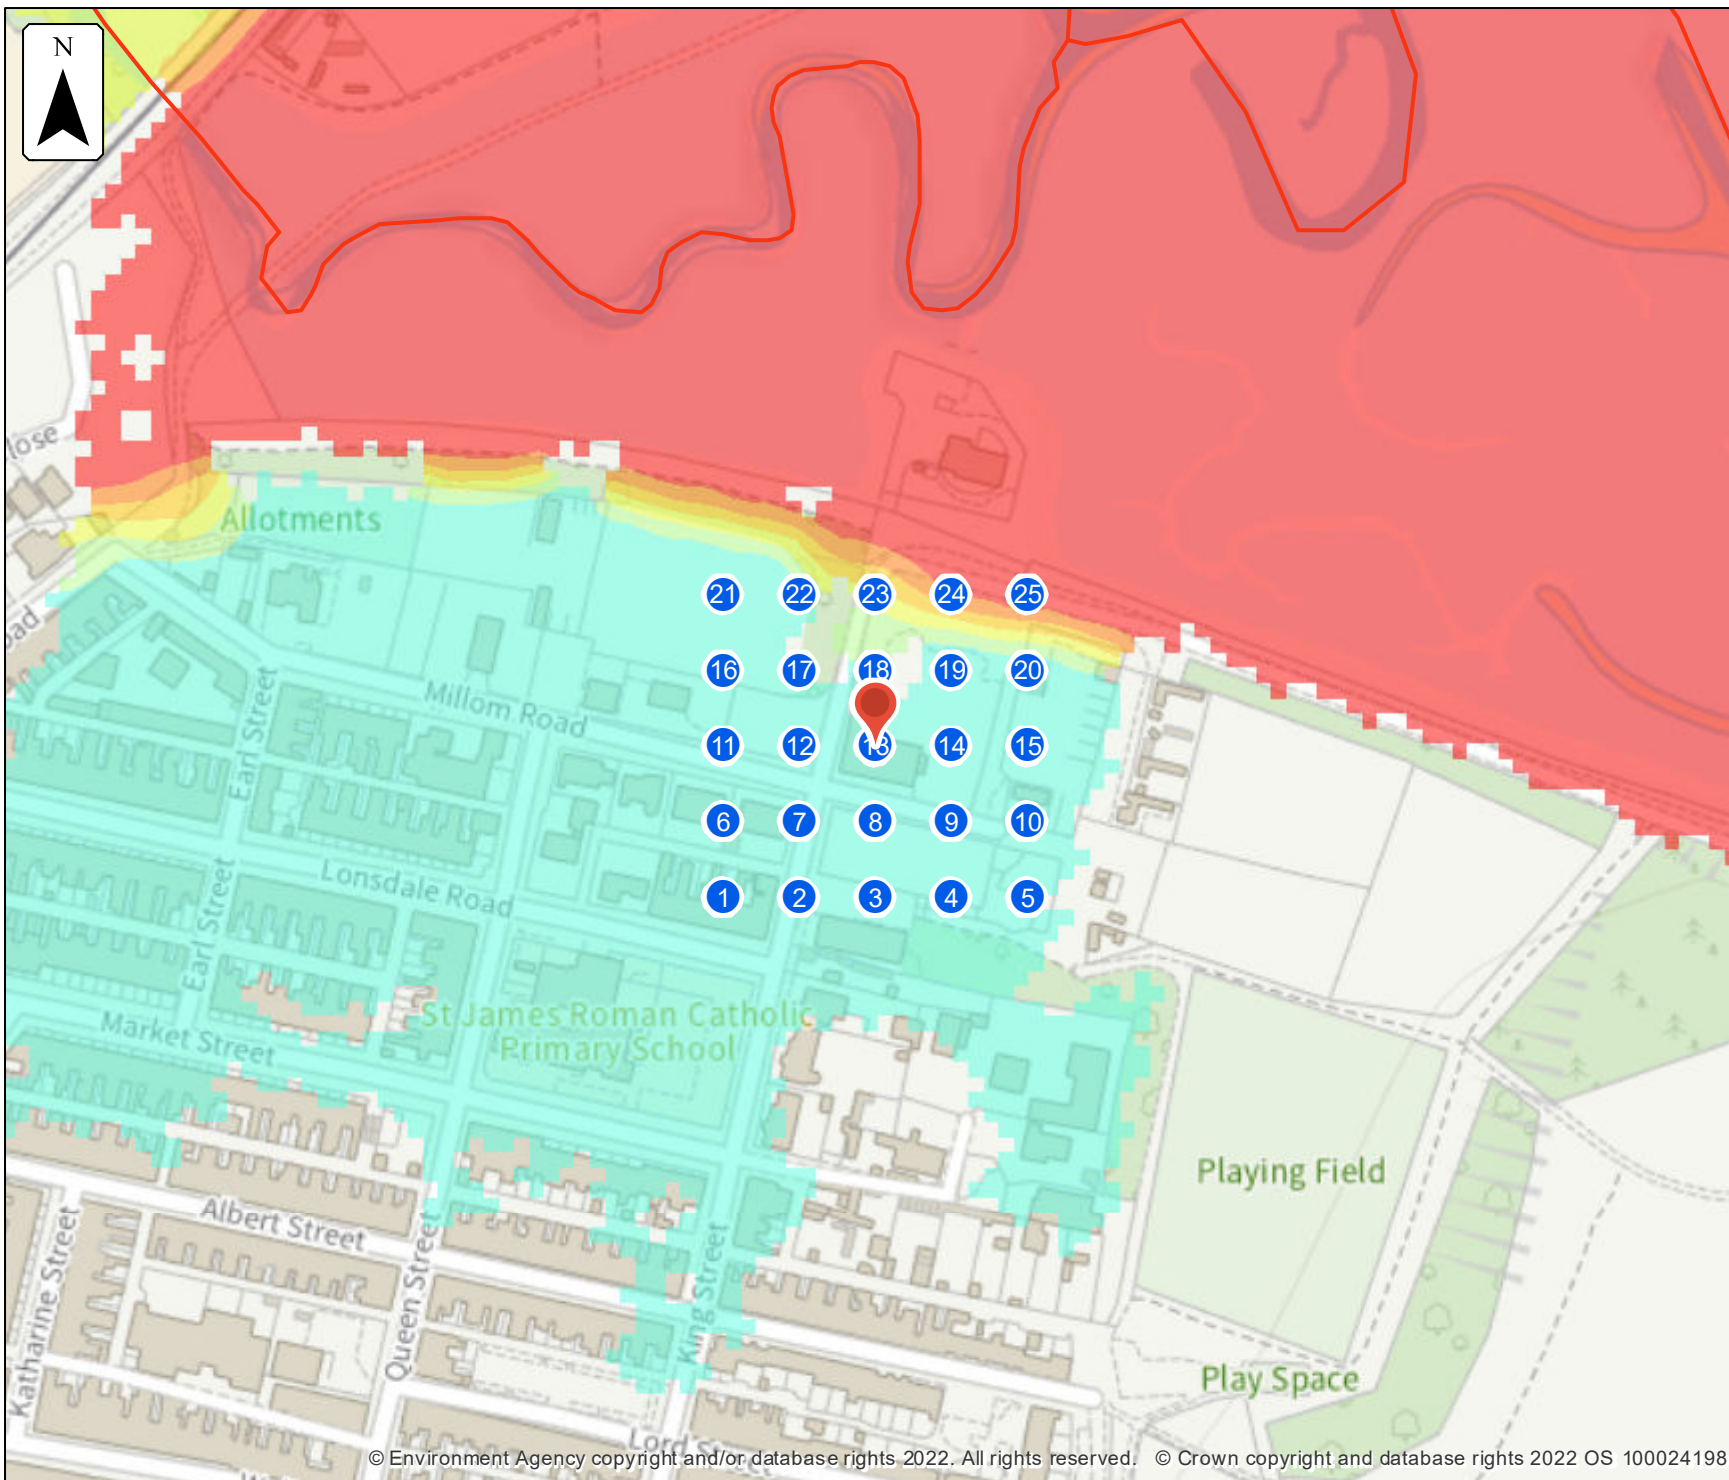 N
lose
Allotments
21 22 23 24 25
oad
16 17 18 19 20
Millom Road
Earl Street
11 12 13 14 15
6 7 8 9 10
Lonsdale Road
1 2 3 4 5
Earl Street
St James Roman Catholic
Primary School
Market Street
Playing Field
Albert Street
Katharine Street
Queen Street
King Street
Play Space
Lord
© Environment Agency copyright and/or database rights 2022. All rights reserved. © Crown copyright and database rights 2022 OS 100024198